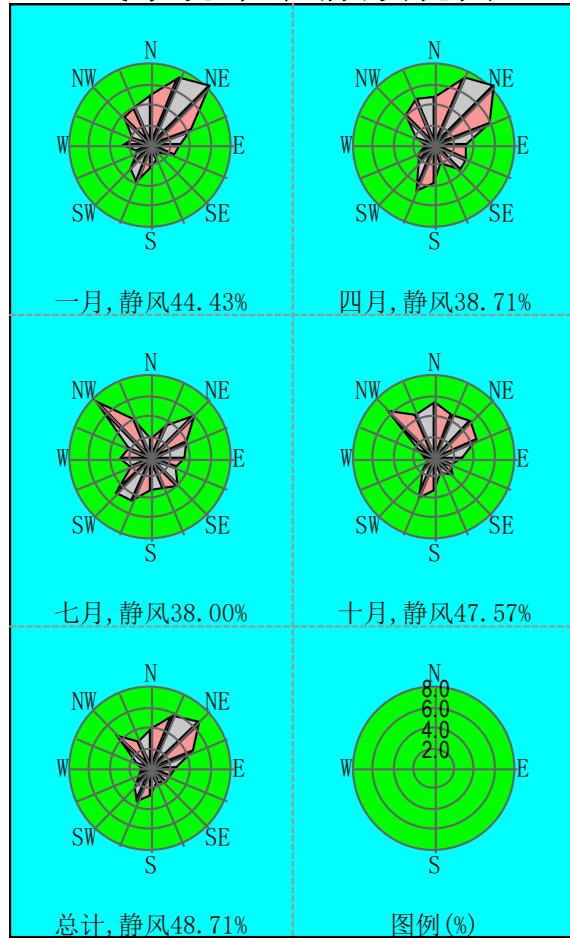 N N
NW NE NW NE
W E W E
SW SE SW SE
S S
一月,静风44.43% 四月,静风38.71%
N N
NW NE NW NE
W E W E
SW SE SW SE
S S
七月,静风38.00% 十月,静风47.57%
N N
NW NE 8.0
6.0
4.0
2.0
W E W E
SW SE
S S
总计,静风48.71% 图例(%)